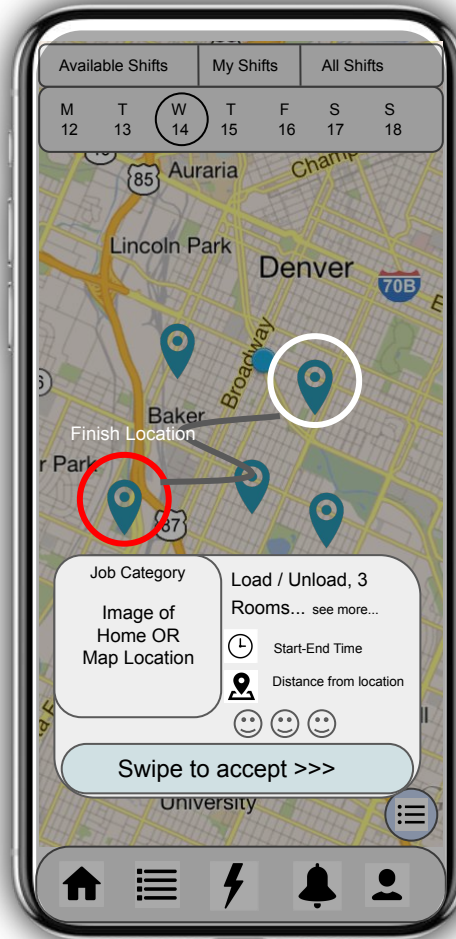 Available Shifts
My Shifts
All Shifts
M T W T F S S
12 13 14 15 16 17 18
85
Auraria
Lincoln Park
Denver
70B
Broadway
Baker
Finish Location
r Park
87
Job Category
Image of
Home OR
Map Location
Load / Unload, 3
Rooms... see more...
Start-End Time
Distance from location
Swipe to accept >>>
University